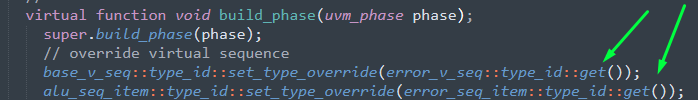 virtual function void build_phase(uvm_phase phase);
super.build_phase(phase);
// override virtual sequence
base_v_seq::type_id::set_type_override(error_v_seq::type_id::get());
alu_seq_item::type_id::set_type_override(error_seq_item::type_id::get());